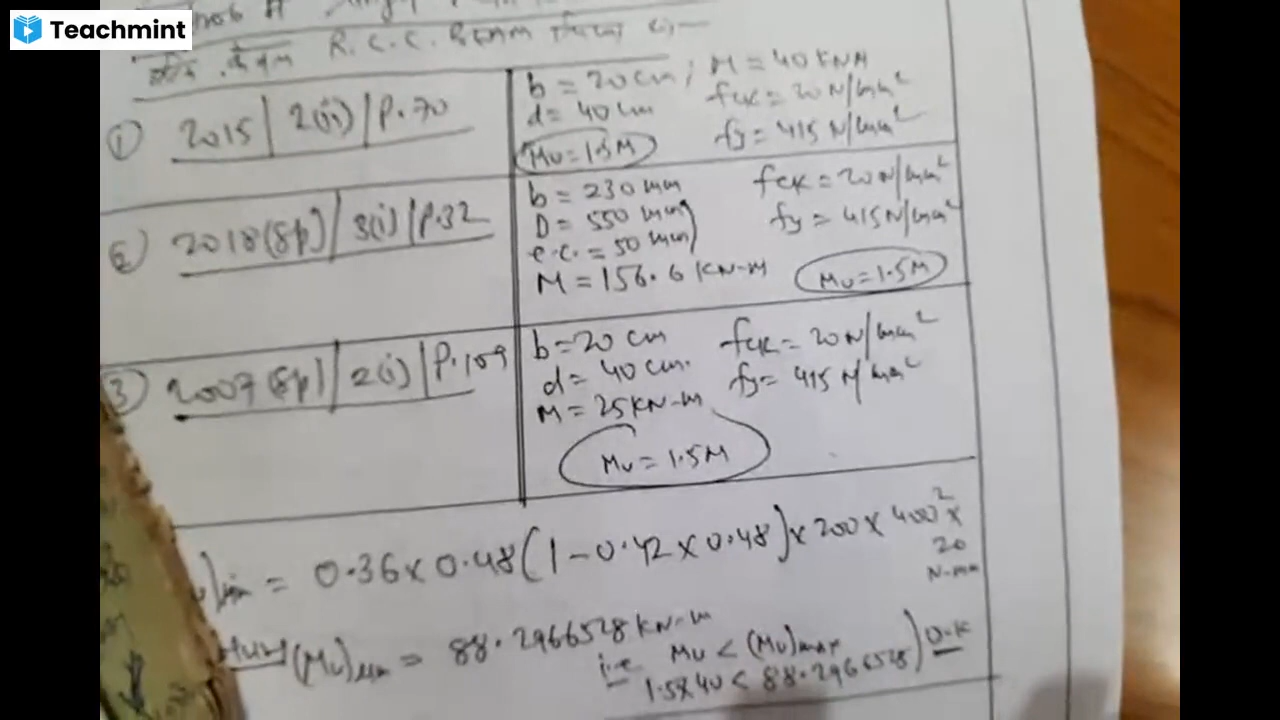 Teachmint
R.C.C. BEAM
① 2015 | 2(ii) | P.70
b = 20 cm; M = 40 KNM
d = 40 cm fck = 20 N/mm²
Mu = 1.5M fy = 415 N/mm²
② 2018(8p) | 3(i) | P.32
b = 230 mm fck = 20 N/mm²
D = 550 mm fy = 415 N/mm²
e.c. = 50 mm
M = 156.6 KN-M Mu = 1.5M
③ 2007(8p) | 2(i) | P.109
b = 20 cm fck = 20 N/mm²
d = 40 cm. fy = 415 N/mm²
M = 25 KN-m
Mu = 1.5M
= 0.36 x 0.48 (1 - 0.42 x 0.48) x 200 x 400² x
20
N-mm
(Mu)lim = 88.2966528 KN-m
i.e Mu < (Mu)max
1.5 x 40 < 88.2966528) O.K